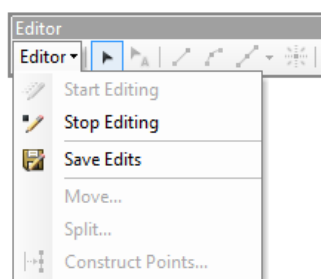 Editor
Editor
Start Editing
Stop Editing
Save Edits
Move...
Split...
Construct Points...